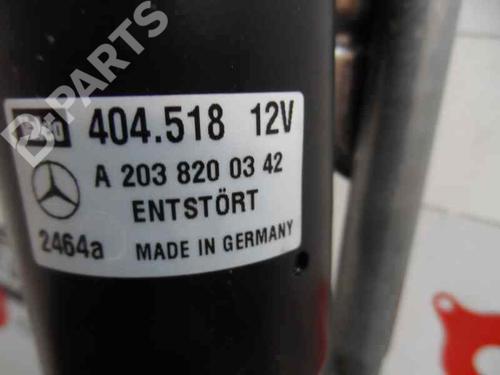 B-PARTS
404.518 12V
A 203 820 03 42
ENTSTÖRT
2464a MADE IN GERMANY